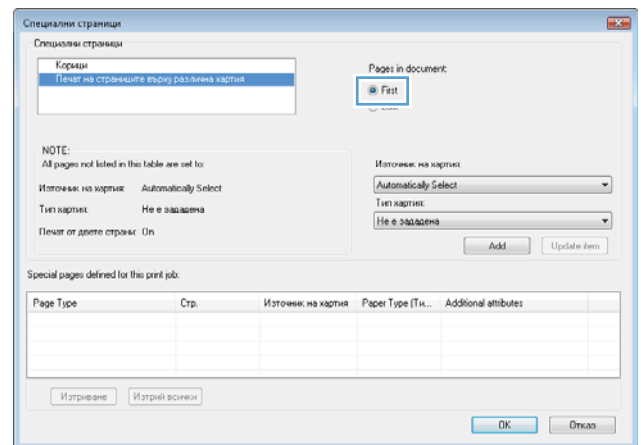 Специални страници
Специални страници
Корици
Печат на страниците върху различна хартия
Pages in document:
First
NOTE:
All pages not listed in this table are set to:
Източник на хартия: Automatically Select
Тип хартия: Не е зададена
Печат от двете страни: On
Източник на хартия:
Automatically Select
Тип хартия:
Не е зададена
Add Update item
Special pages defined for this print job:
Page Type Стр. Източник на хартия Paper Type (Ти... Additional attributes
Изтриване Изтрий всички
OK Отказ